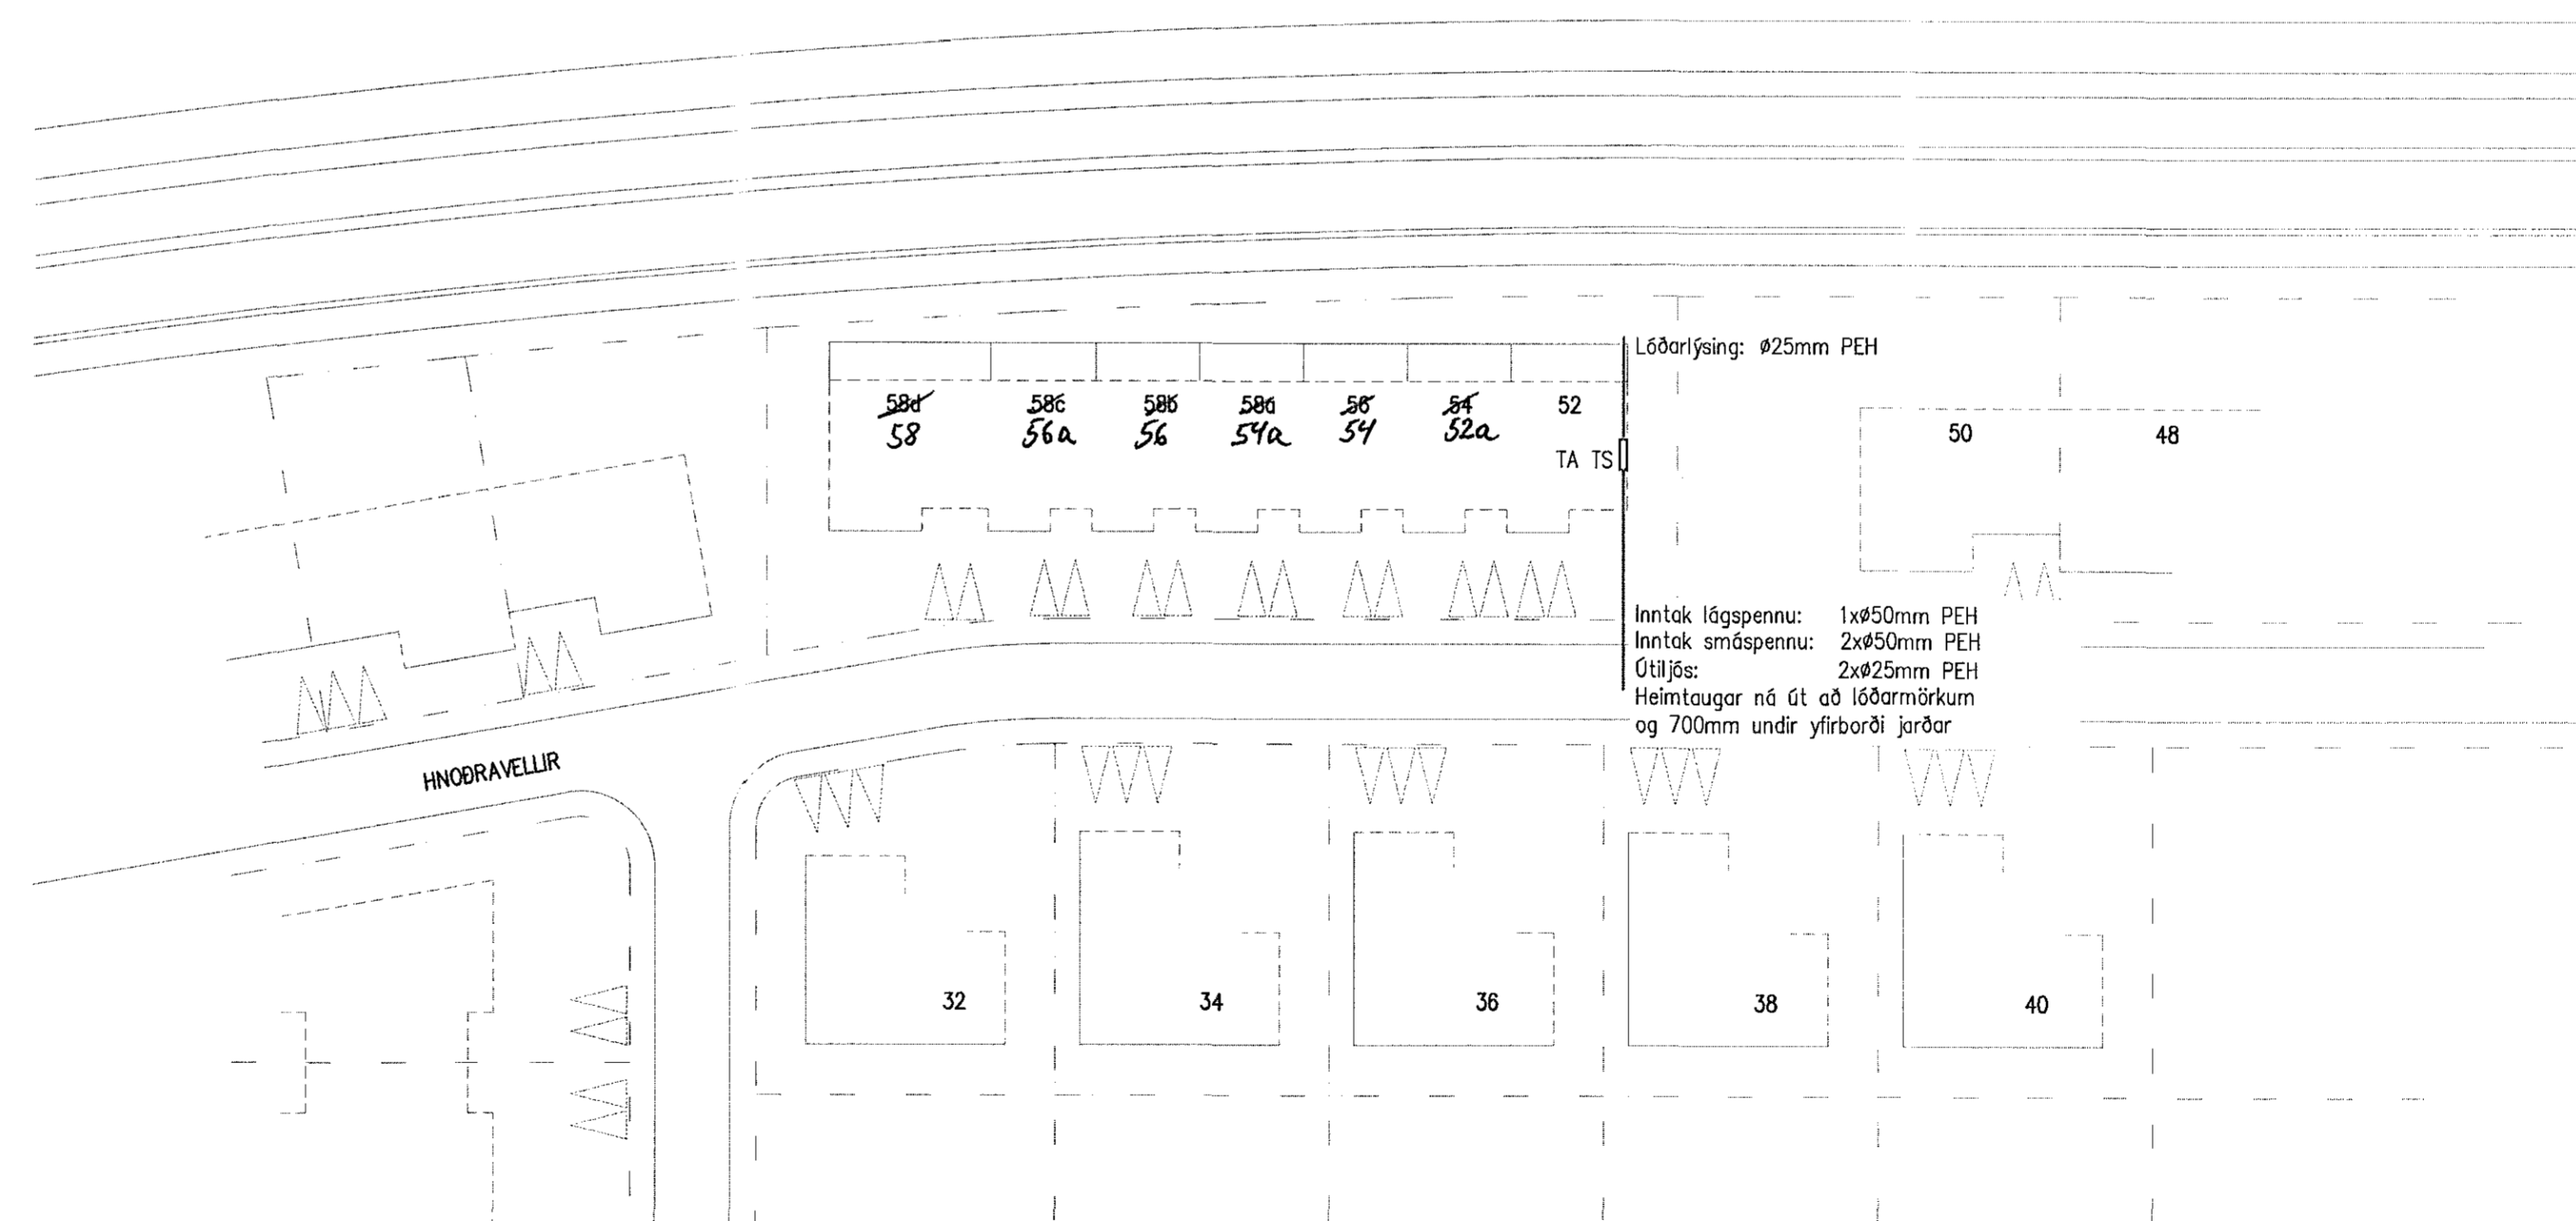 Lóðarlýsing: ø25mm PEH
58d 58c 58b 58a 56 54 52
58 56a 56 54a 54 52a
50 48
TA TS
Inntak lágspennu: 1xø50mm PEH
Inntak smáspennu: 2xø50mm PEH
Útiljós: 2xø25mm PEH
Heimtaugar ná út að lóðarmörkum
og 700mm undir yfirborði jarðar
HNOÐRAVELLIR
32 34 36 38 40